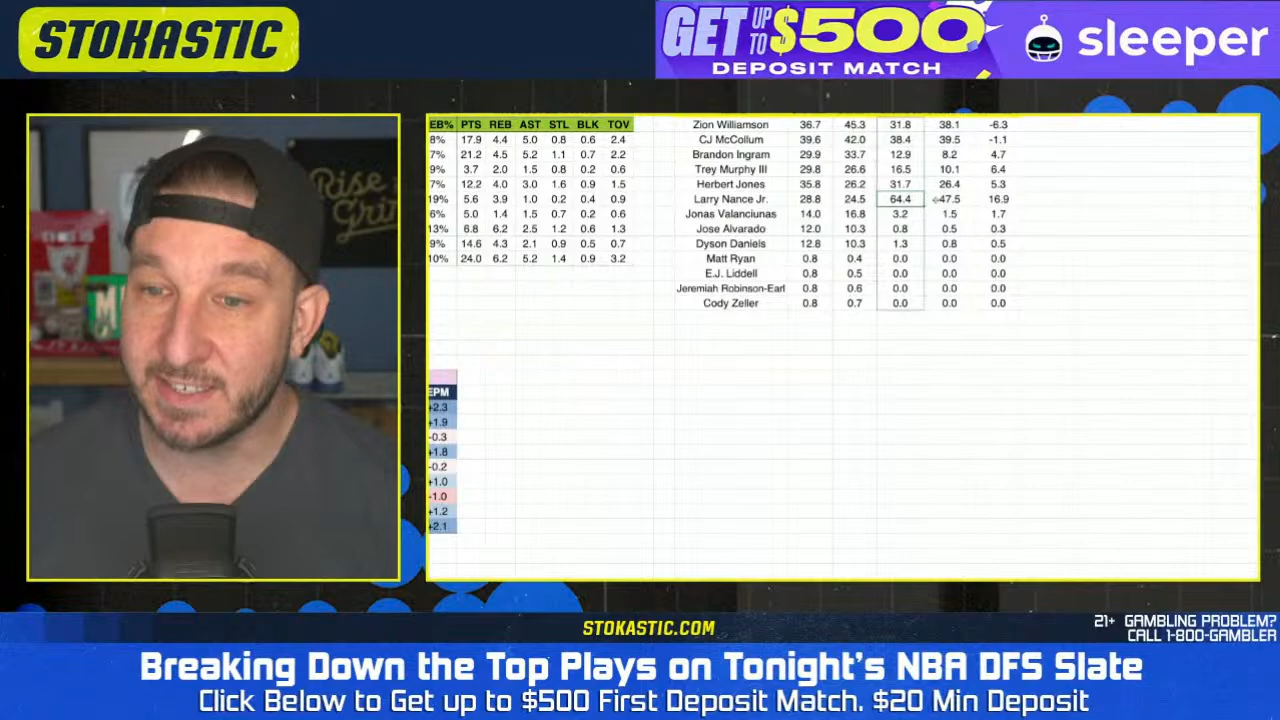 STOKASTIC
GET UP TO $500
DEPOSIT MATCH
sleeper
Rise
Grin
EB% PTS REB AST STL BLK TOV
8% 17.9 4.4 5.0 0.8 0.6 2.4
7% 21.2 4.5 5.2 1.1 0.7 2.2
9% 3.7 2.0 1.5 0.8 0.2 0.6
7% 12.2 4.0 3.0 1.6 0.9 1.5
19% 5.6 3.9 1.0 0.2 0.4 0.9
6% 5.0 1.4 1.5 0.7 0.2 0.6
13% 6.8 6.2 2.5 1.2 0.6 1.3
9% 14.6 4.3 2.1 0.9 0.5 0.7
10% 24.0 6.2 5.2 1.4 0.9 3.2
Zion Williamson 36.7 45.3 31.8 38.1 -6.3
CJ McCollum 39.6 42.0 38.4 39.5 -1.1
Brandon Ingram 29.9 33.7 12.9 8.2 4.7
Trey Murphy III 29.8 26.6 16.5 10.1 6.4
Herbert Jones 35.8 26.2 31.7 26.4 5.3
Larry Nance Jr. 28.8 24.5 64.4 47.5 16.9
Jonas Valanciunas 14.0 16.8 3.2 1.5 1.7
Jose Alvarado 12.0 10.3 0.8 0.5 0.3
Dyson Daniels 12.8 10.3 1.3 0.8 0.5
Matt Ryan 0.8 0.4 0.0 0.0 0.0
E.J. Liddell 0.8 0.5 0.0 0.0 0.0
Jeremiah Robinson-Earl 0.8 0.6 0.0 0.0 0.0
Cody Zeller 0.8 0.7 0.0 0.0 0.0
EPM
+2.3
+1.9
-0.3
+1.8
-0.2
+1.0
-1.0
+1.2
+2.1
STOKASTIC.COM
21+ GAMBLING PROBLEM?
CALL 1-800-GAMBLER
Breaking Down the Top Plays on Tonight's NBA DFS Slate
Click Below to Get up to $500 First Deposit Match. $20 Min Deposit